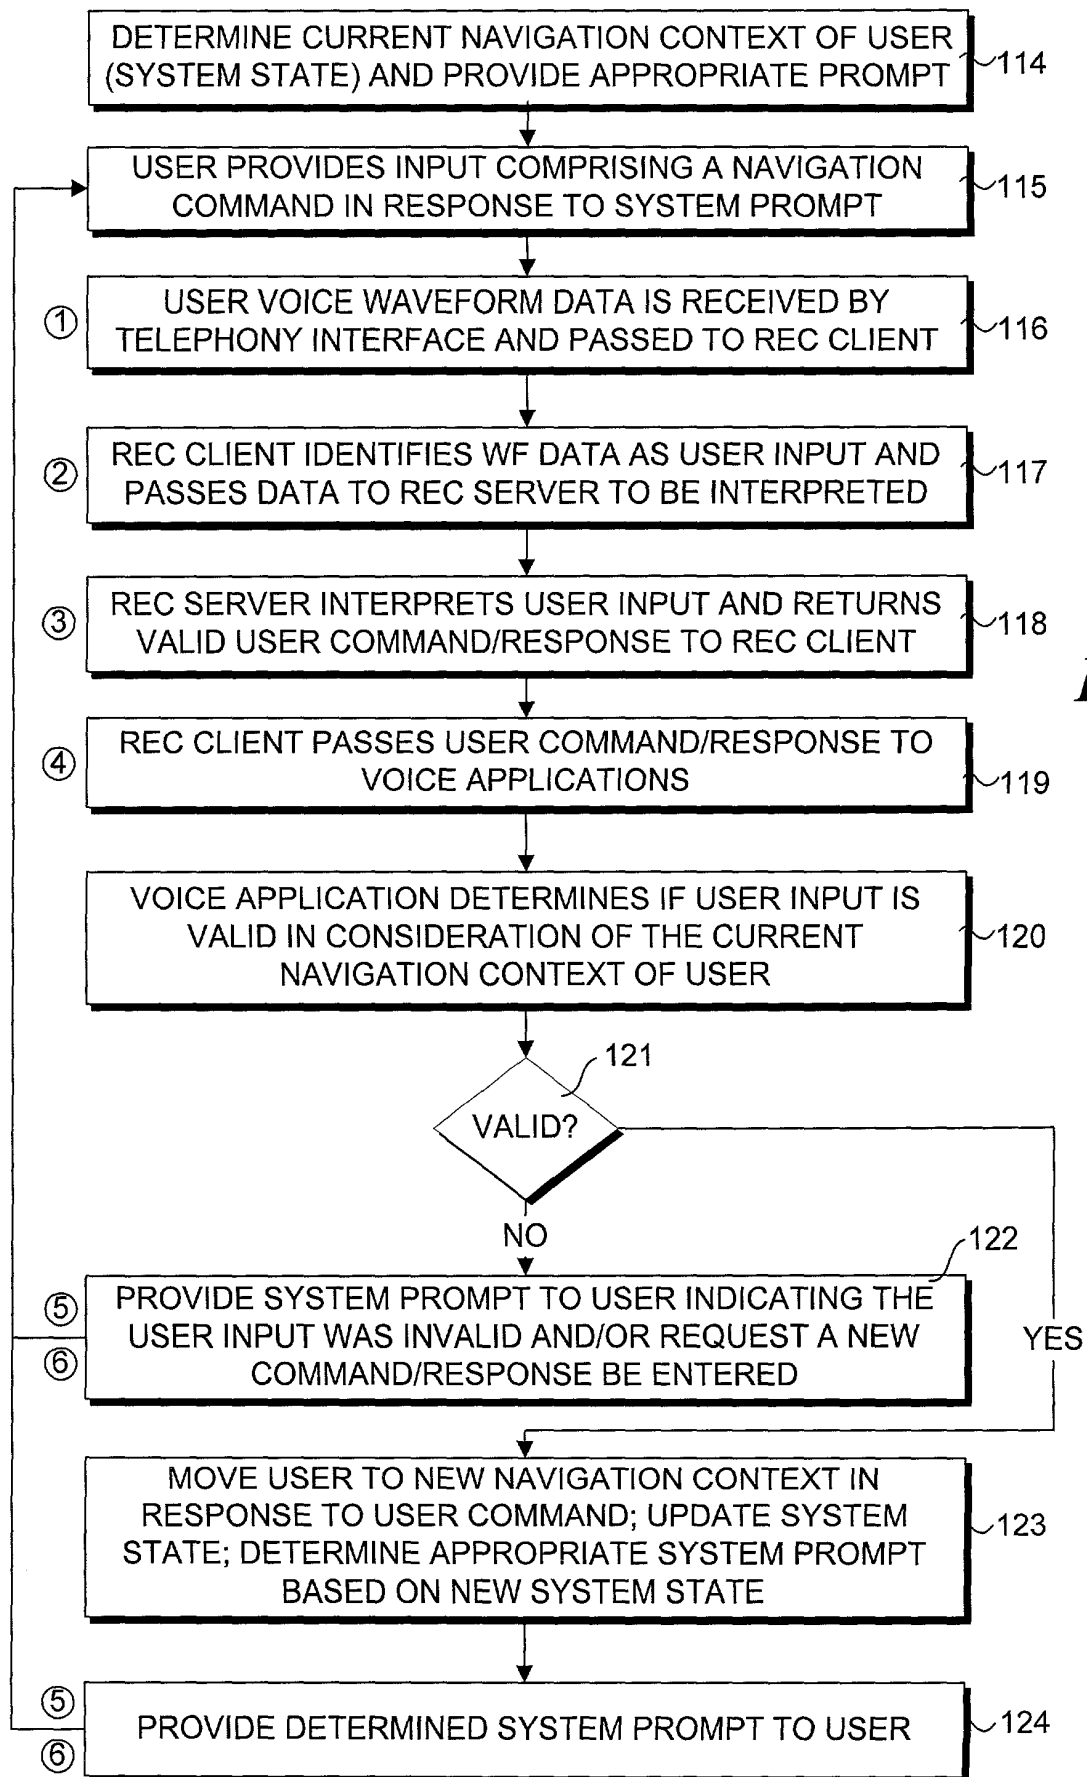 DETERMINE CURRENT NAVIGATION CONTEXT OF USER
(SYSTEM STATE) AND PROVIDE APPROPRIATE PROMPT
114
USER PROVIDES INPUT COMPRISING A NAVIGATION
COMMAND IN RESPONSE TO SYSTEM PROMPT
115
①
USER VOICE WAVEFORM DATA IS RECEIVED BY
TELEPHONY INTERFACE AND PASSED TO REC CLIENT
116
②
REC CLIENT IDENTIFIES WF DATA AS USER INPUT AND
PASSES DATA TO REC SERVER TO BE INTERPRETED
117
③
REC SERVER INTERPRETS USER INPUT AND RETURNS
VALID USER COMMAND/RESPONSE TO REC CLIENT
118
④
REC CLIENT PASSES USER COMMAND/RESPONSE TO
VOICE APPLICATIONS
119
VOICE APPLICATION DETERMINES IF USER INPUT IS
VALID IN CONSIDERATION OF THE CURRENT
NAVIGATION CONTEXT OF USER
120
121
VALID?
NO
YES
122
⑤
⑥
PROVIDE SYSTEM PROMPT TO USER INDICATING THE
USER INPUT WAS INVALID AND/OR REQUEST A NEW
COMMAND/RESPONSE BE ENTERED
MOVE USER TO NEW NAVIGATION CONTEXT IN
RESPONSE TO USER COMMAND; UPDATE SYSTEM
STATE; DETERMINE APPROPRIATE SYSTEM PROMPT
BASED ON NEW SYSTEM STATE
123
⑤
⑥
PROVIDE DETERMINED SYSTEM PROMPT TO USER
124